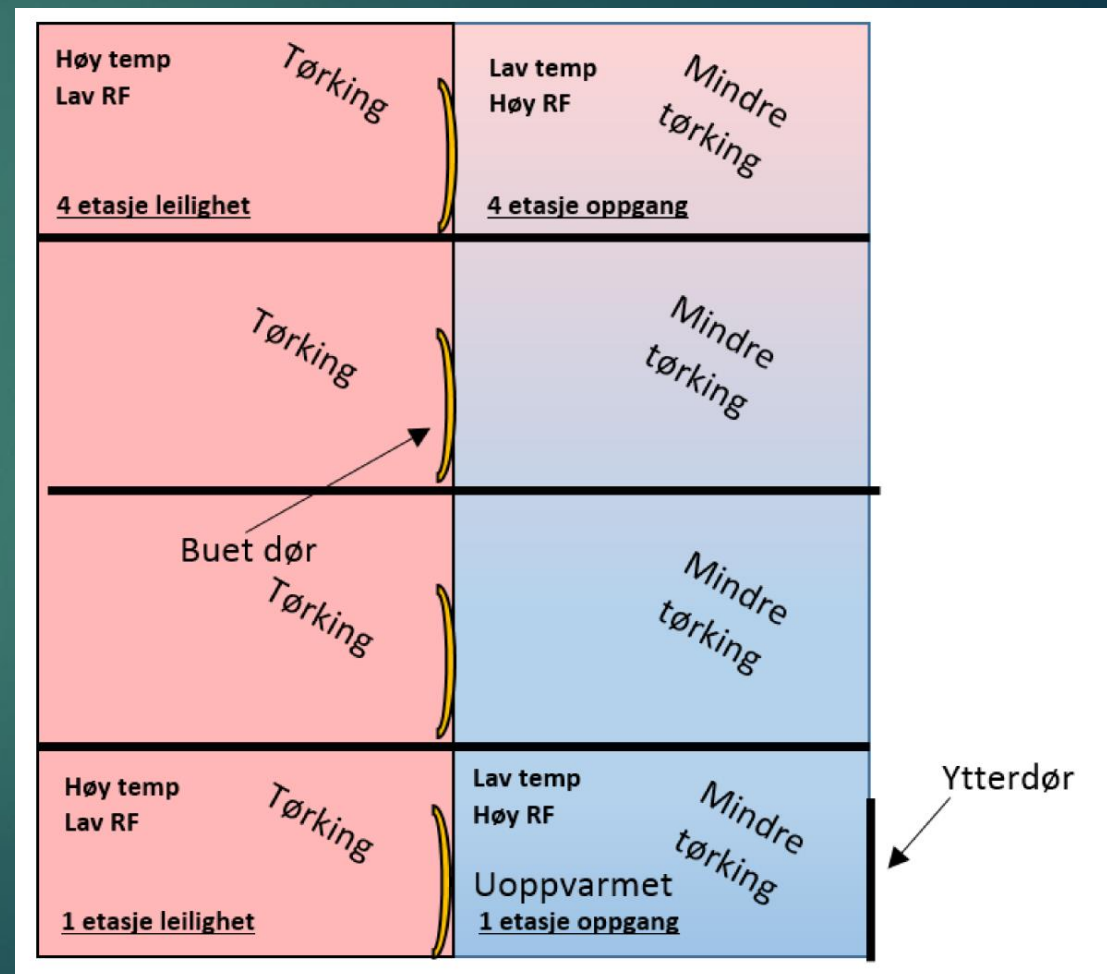 Høy temp
Lav RF
Tørking
4 etasje leilighet
Lav temp
Høy RF
Mindre
tørking
4 etasje oppgang
Tørking
Mindre
tørking
Buet dør
Tørking
Mindre
tørking
Høy temp
Lav RF
Tørking
1 etasje leilighet
Lav temp
Høy RF
Mindre
tørking
Uoppvarmet
1 etasje oppgang
Ytterdør